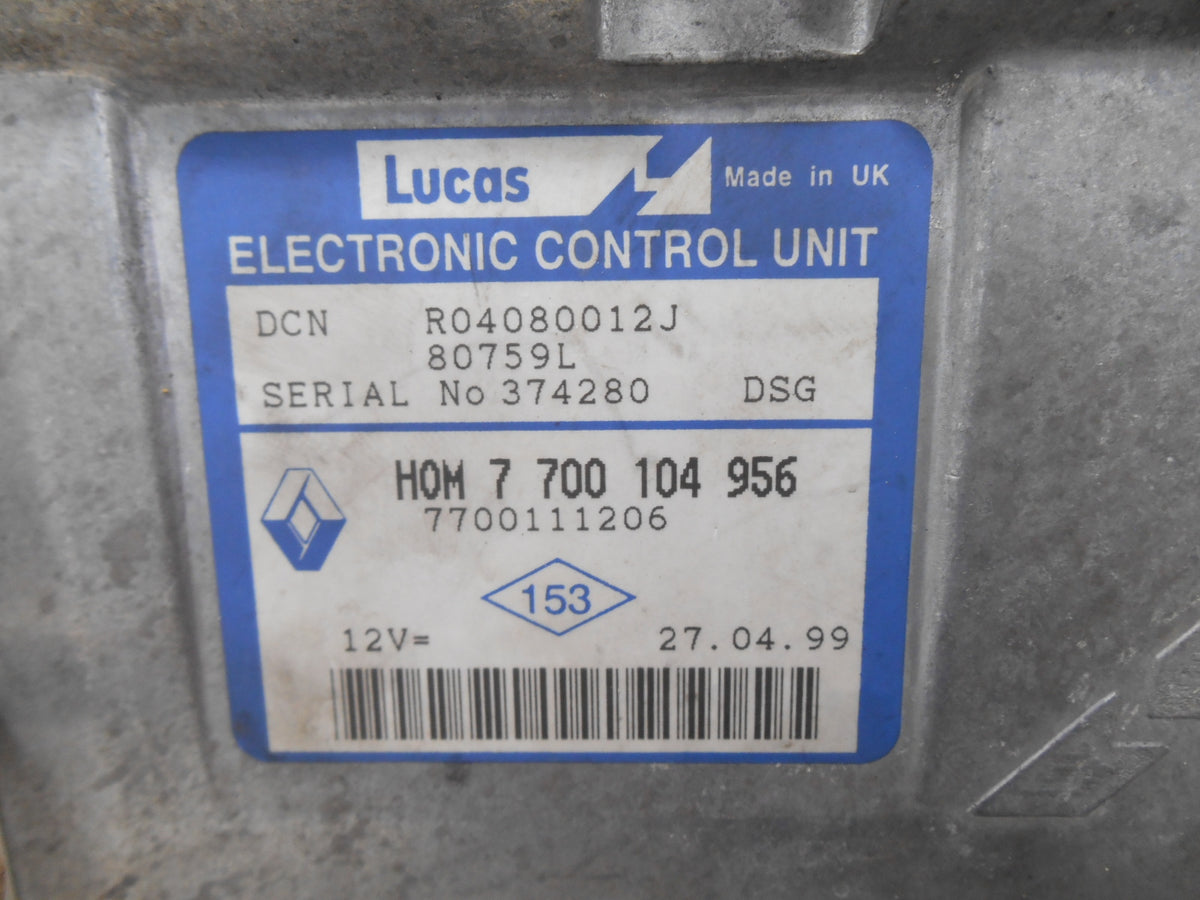 Lucas Made in UK
ELECTRONIC CONTROL UNIT
DCN R04080012J
80759L
SERIAL No 374280 DSG
HOM 7 700 104 956
7700111206
153
12V= 27.04.99